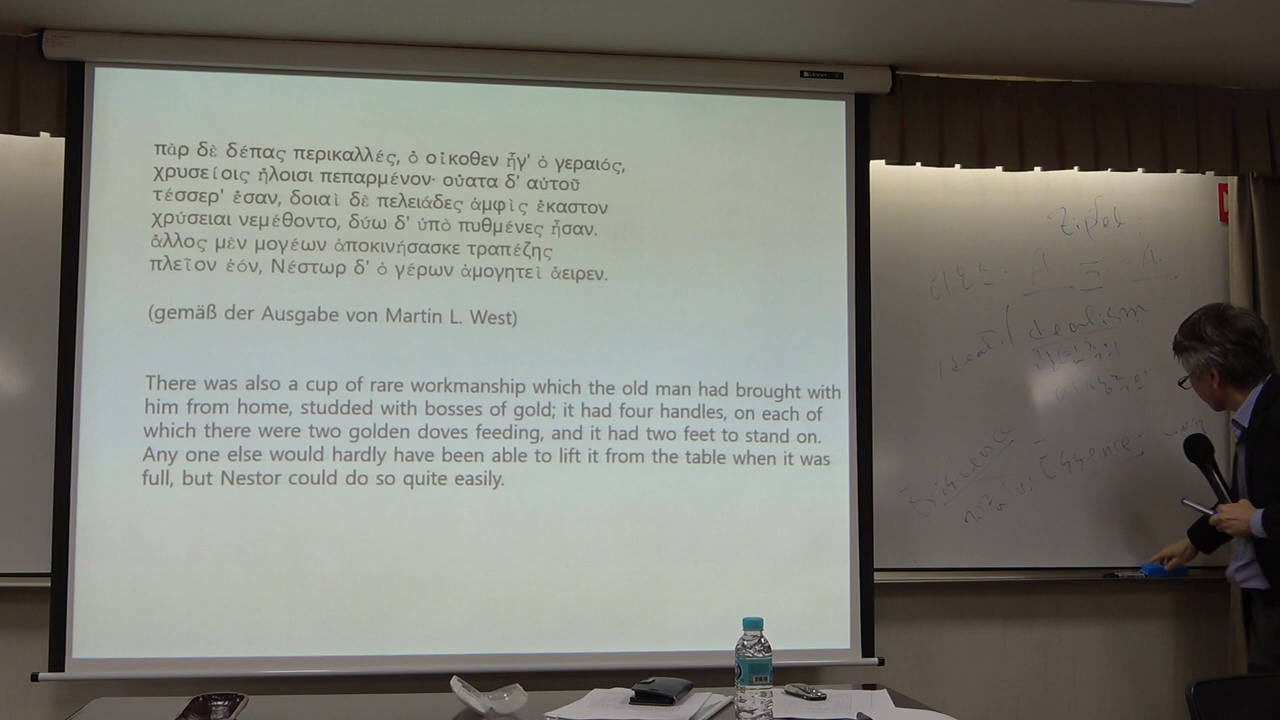 πὰρ δὲ δέπας περικαλλές, ὃ οἴκοθεν ἦγ' ὁ γεραιός,
χρυσείοις ἥλοισι πεπαρμένον· οὔατα δ' αὐτοῦ
τέσσερ' ἔσαν, δοιαὶ δὲ πελειάδες ἀμφὶς ἕκαστον
χρύσειαι νεμέθοντο, δύω δ' ὑπὸ πυθμένες ἦσαν.
ἄλλος μὲν μογέων ἀποκινήσασκε τραπέζης
πλεῖον ἐόν, Νέστωρ δ' ὁ γέρων ἀμογητεὶ ἄειρεν.
(gemäß der Ausgabe von Martin L. West)
There was also a cup of rare workmanship which the old man had brought with
him from home, studded with bosses of gold; it had four handles, on each of
which there were two golden doves feeding, and it had two feet to stand on.
Any one else would hardly have been able to lift it from the table when it was
full, but Nestor could do so quite easily.
Zipfel
ideal / idealism
Essence